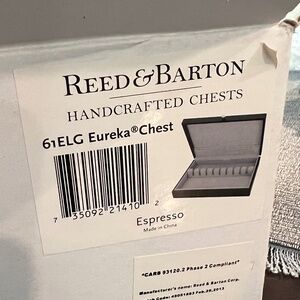 REED & BARTON
HANDCRAFTED CHESTS
61ELG Eureka®Chest
7 35092 21410 2
Espresso
Made in China
"CARB 93120.2 Phase 2 Compliant"
Manufacturer's name: Reed & Barton Corp.